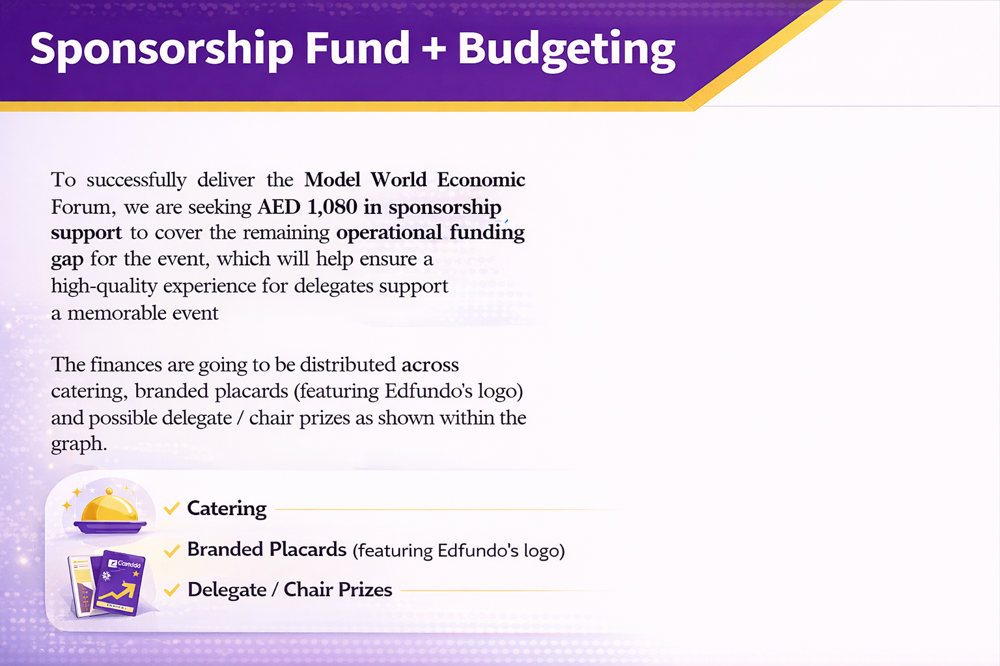 Sponsorship Fund + Budgeting
To successfully deliver the Model World Economic
Forum, we are seeking AED 1,080 in sponsorship
support to cover the remaining operational funding
gap for the event, which will help ensure a
high-quality experience for delegates support
a memorable event
The finances are going to be distributed across
catering, branded placards (featuring Edfundo's logo)
and possible delegate / chair prizes as shown within the
graph.
Catering
Branded Placards (featuring Edfundo's logo)
Delegate / Chair Prizes